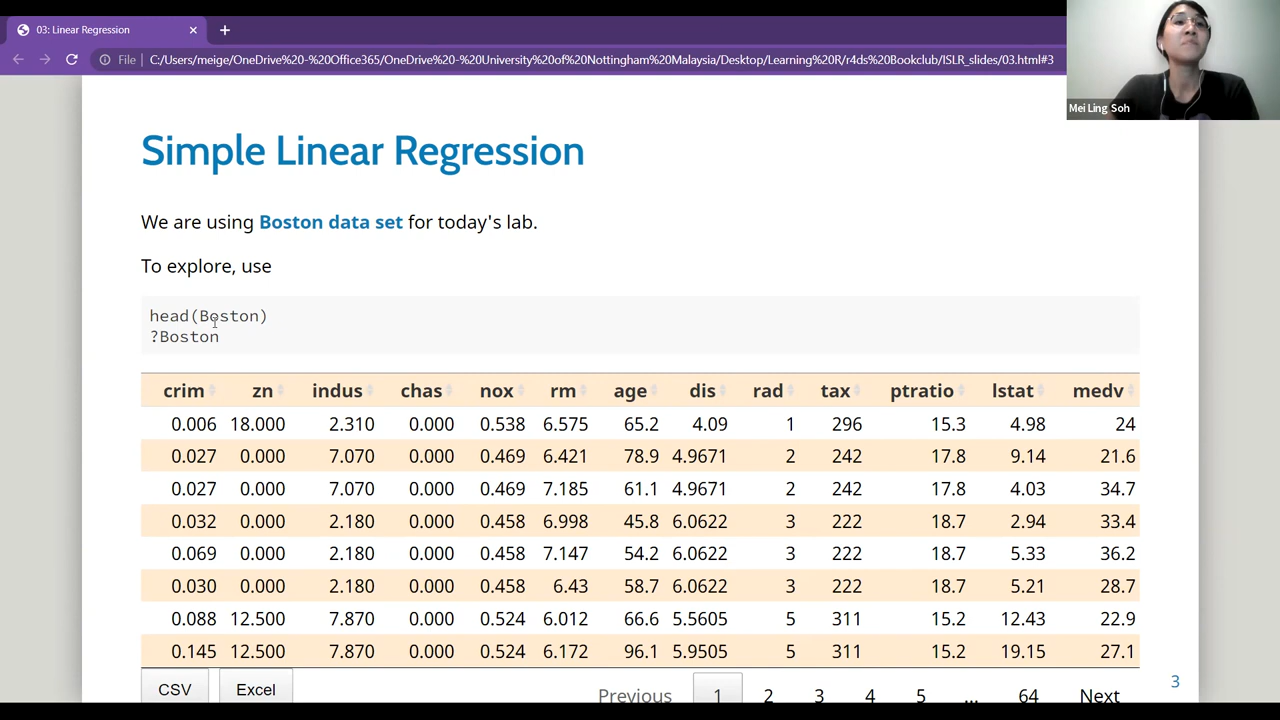 03: Linear Regression
File C:/Users/meige/OneDrive%20-%20Office365/OneDrive%20-%20University%20of%20Nottingham%20Malaysia/Desktop/Learning%20R/r4ds%20Bookclub/ISLR_slides/03.html#3
Mei Ling Soh
Simple Linear Regression
We are using Boston data set for today's lab.
To explore, use
head(Boston)
?Boston
crim zn indus chas nox rm age dis rad tax ptratio lstat medv
0.006 18.000 2.310 0.000 0.538 6.575 65.2 4.09 1 296 15.3 4.98 24
0.027 0.000 7.070 0.000 0.469 6.421 78.9 4.9671 2 242 17.8 9.14 21.6
0.027 0.000 7.070 0.000 0.469 7.185 61.1 4.9671 2 242 17.8 4.03 34.7
0.032 0.000 2.180 0.000 0.458 6.998 45.8 6.0622 3 222 18.7 2.94 33.4
0.069 0.000 2.180 0.000 0.458 7.147 54.2 6.0622 3 222 18.7 5.33 36.2
0.030 0.000 2.180 0.000 0.458 6.43 58.7 6.0622 3 222 18.7 5.21 28.7
0.088 12.500 7.870 0.000 0.524 6.012 66.6 5.5605 5 311 15.2 12.43 22.9
0.145 12.500 7.870 0.000 0.524 6.172 96.1 5.9505 5 311 15.2 19.15 27.1
CSV Excel Previous 1 2 3 4 5 ... 64 Next
3